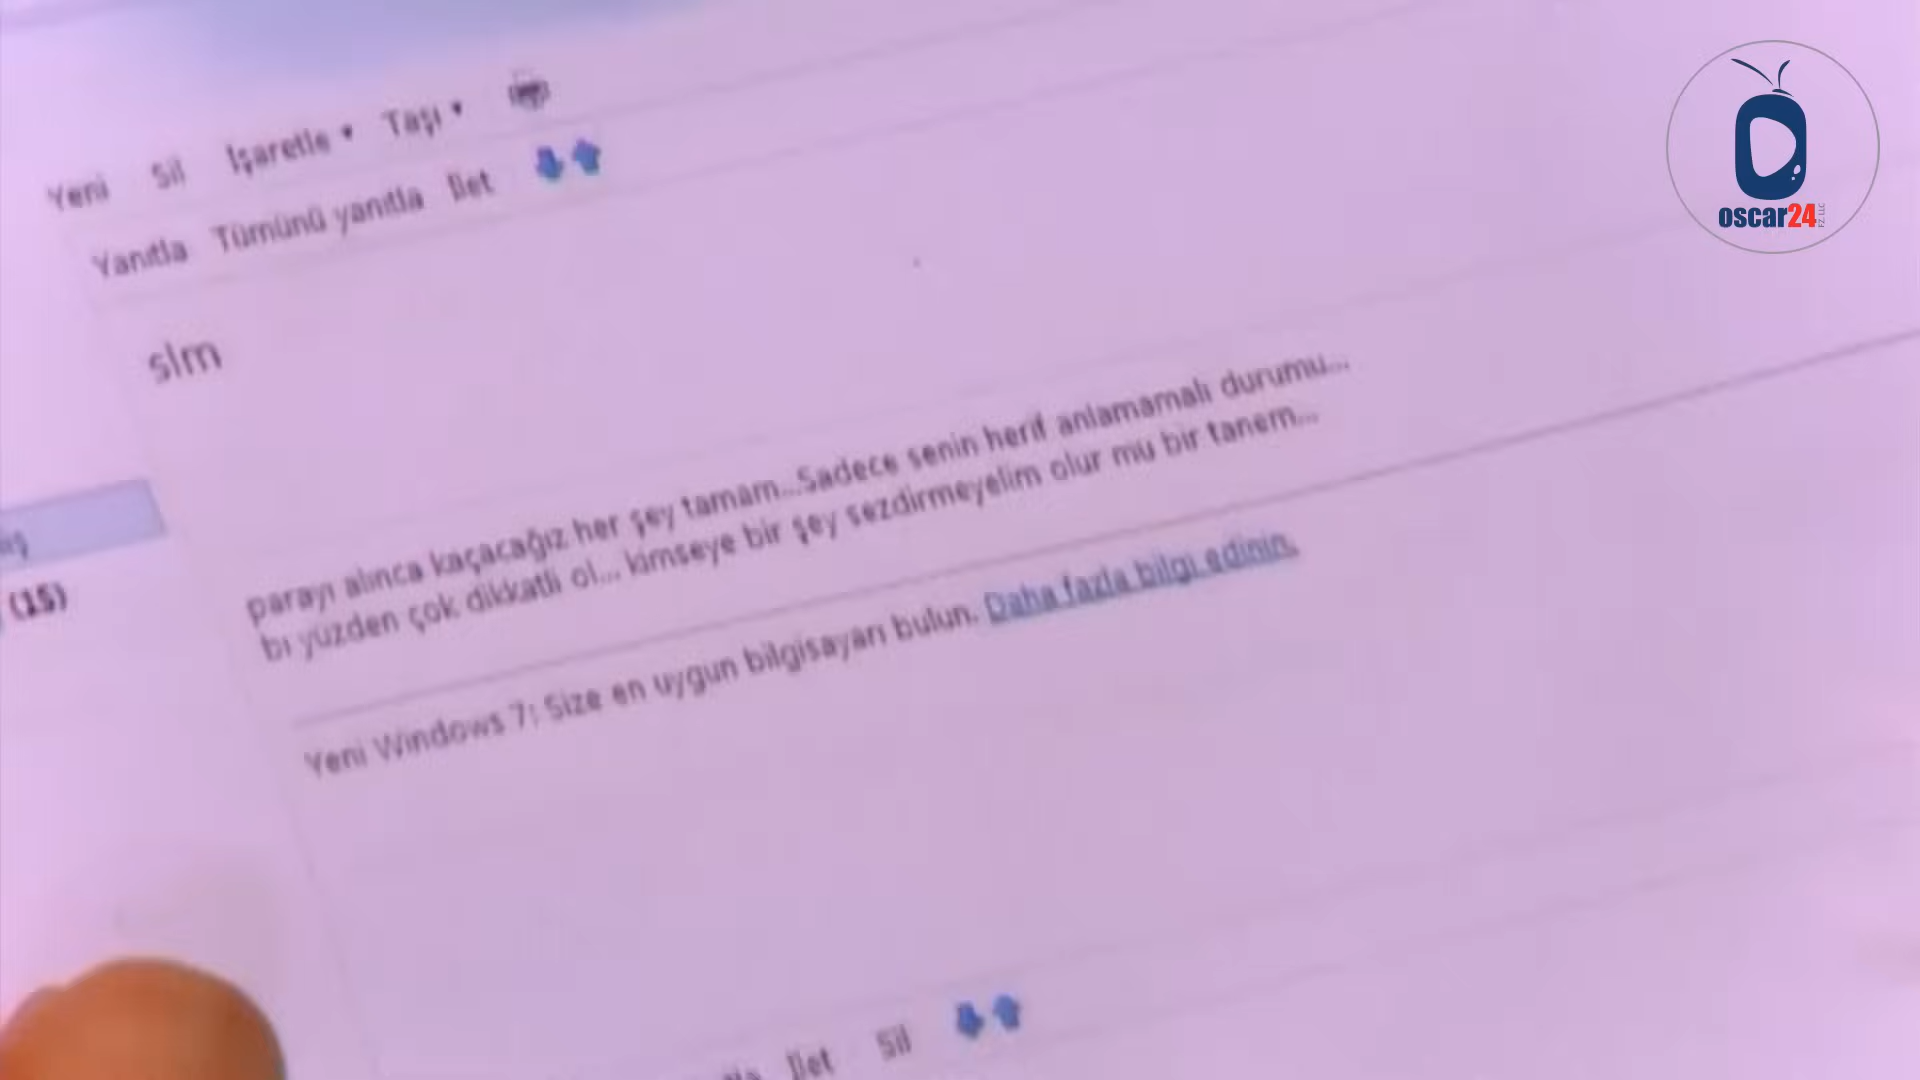 Yeni Sil İşaretle Taşı
Yanıtla Tümünü yanıtla İlet
slm
parayı alınca kaçacağız her şey tamam...Sadece senin herif anlamamalı durumu...
bı yüzden çok dikkatli ol... kimseye bir şey sezdirmeyelim olur mu bir tanem...
(15)
Yeni Windows 7: Size en uygun bilgisayarı bulun. Daha fazla bilgi edinin.
İlet Sil
oscar24
FZ LLC